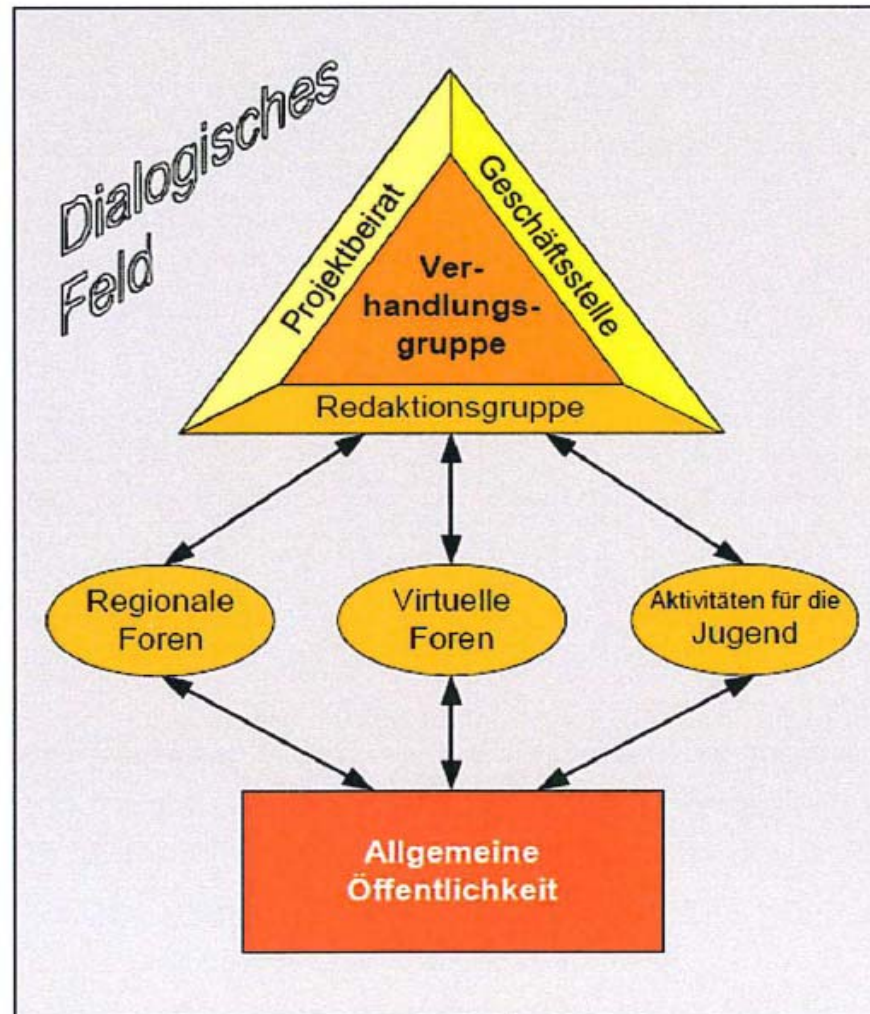 Dialogisches
Feld
Projektbeirat
Geschäftsstelle
Ver-
handlungs-
gruppe
Redaktionsgruppe
Regionale
Foren
Virtuelle
Foren
Aktivitäten für die
Jugend
Allgemeine
Öffentlichkeit